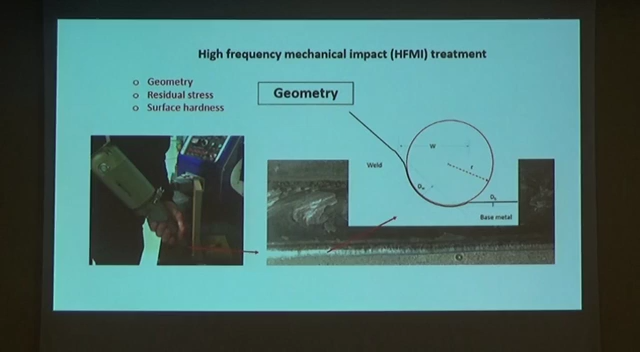 High frequency mechanical impact (HFMI) treatment
Geometry
Residual stress
Surface hardness
Geometry
W
r
Weld
Base metal